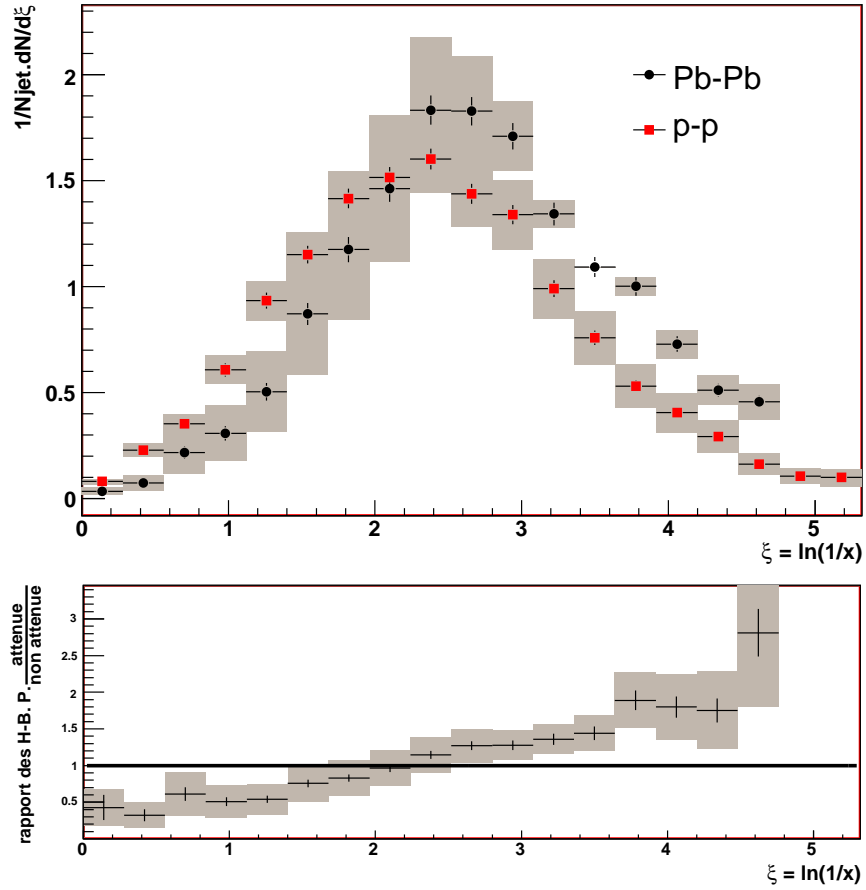 1/Njet.dN/dξ
2
1.5
1
0.5
0
Pb-Pb
p-p
0 1 2 3 4 5
ξ = ln(1/x)
rapport des H-B. P. attenue
non attenue
3
2.5
2
1.5
1
0.5
0 1 2 3 4 5
ξ = ln(1/x)